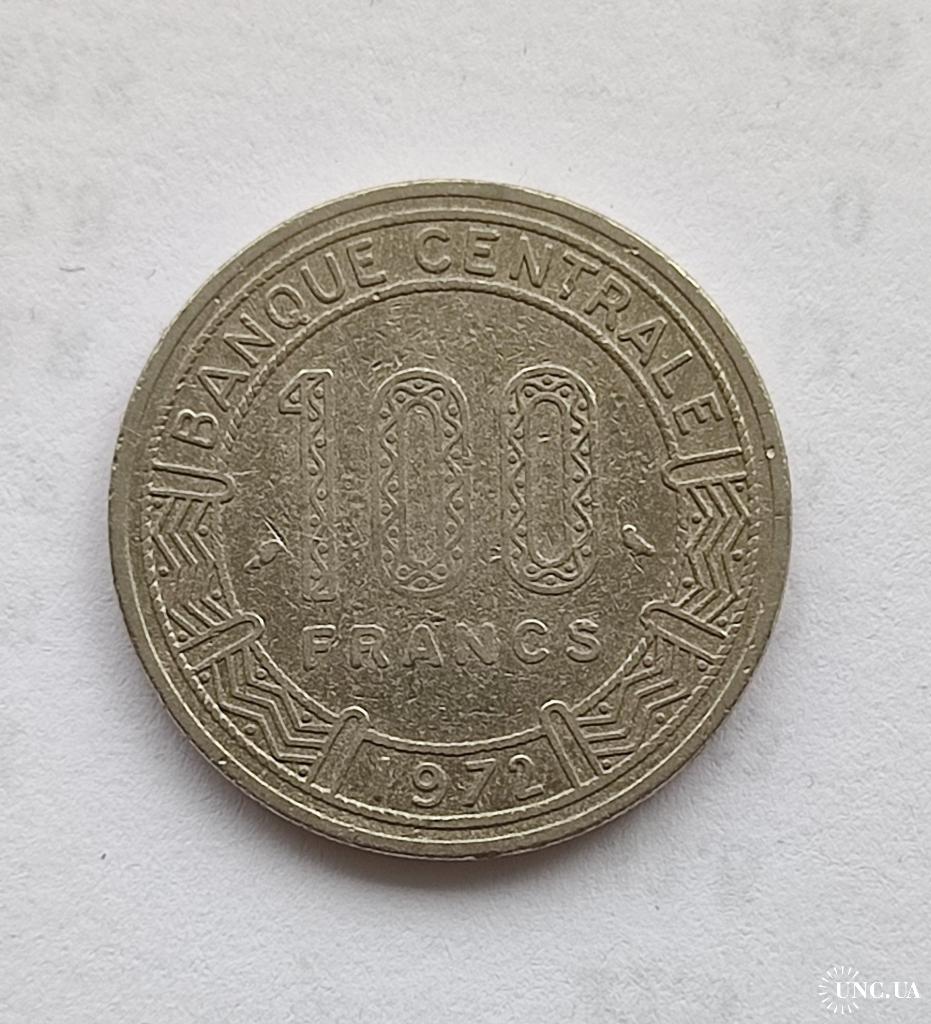 BANQUE CENTRALE
100
FRANCS
1972
UNC.UA